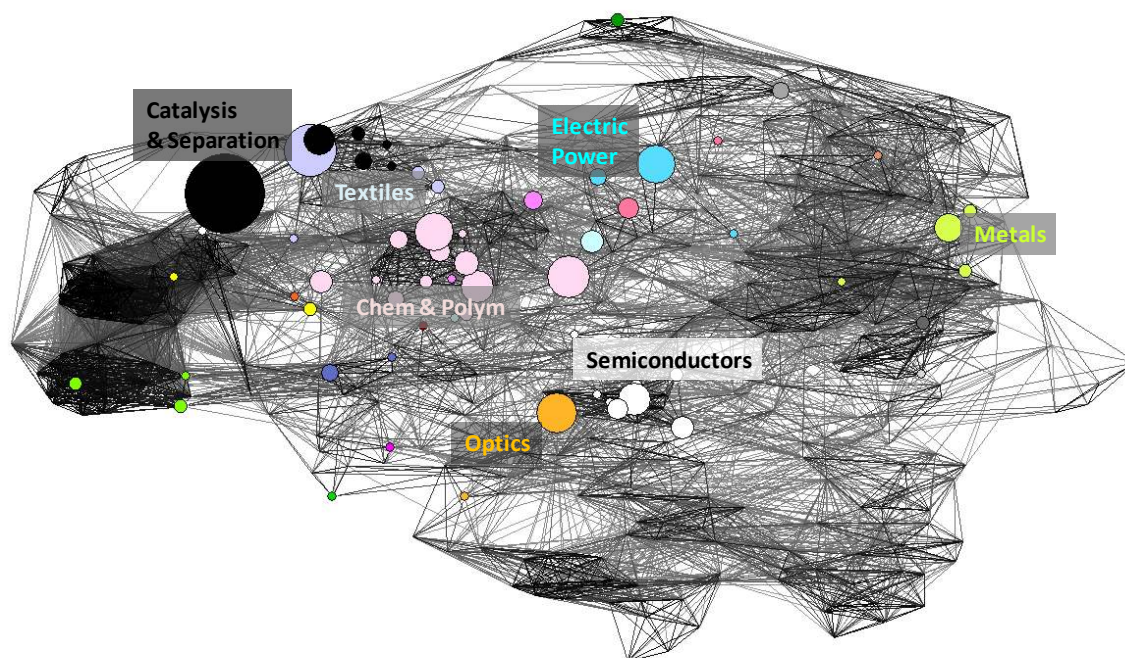 Catalysis
& Separation
Electric
Power
Textiles
Metals
Chem & Polym
Semiconductors
Optics